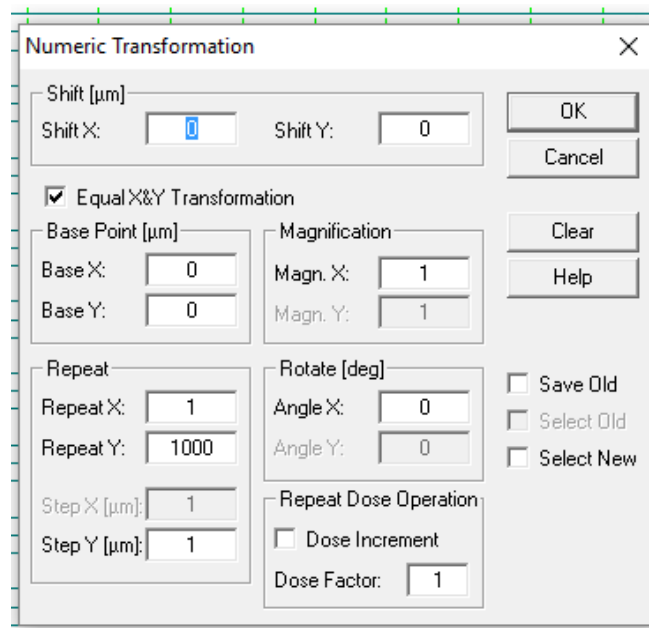 Numeric Transformation
Shift [µm]
Shift X: 0 Shift Y: 0
OK
Cancel
Equal X&Y Transformation
Base Point [µm]
Base X: 0
Base Y: 0
Magnification
Magn. X: 1
Magn. Y: 1
Clear
Help
Repeat
Repeat X: 1
Repeat Y: 1000
Step X [µm]: 1
Step Y [µm]: 1
Rotate [deg]
Angle X: 0
Angle Y: 0
Save Old
Select Old
Select New
Repeat Dose Operation
Dose Increment
Dose Factor: 1